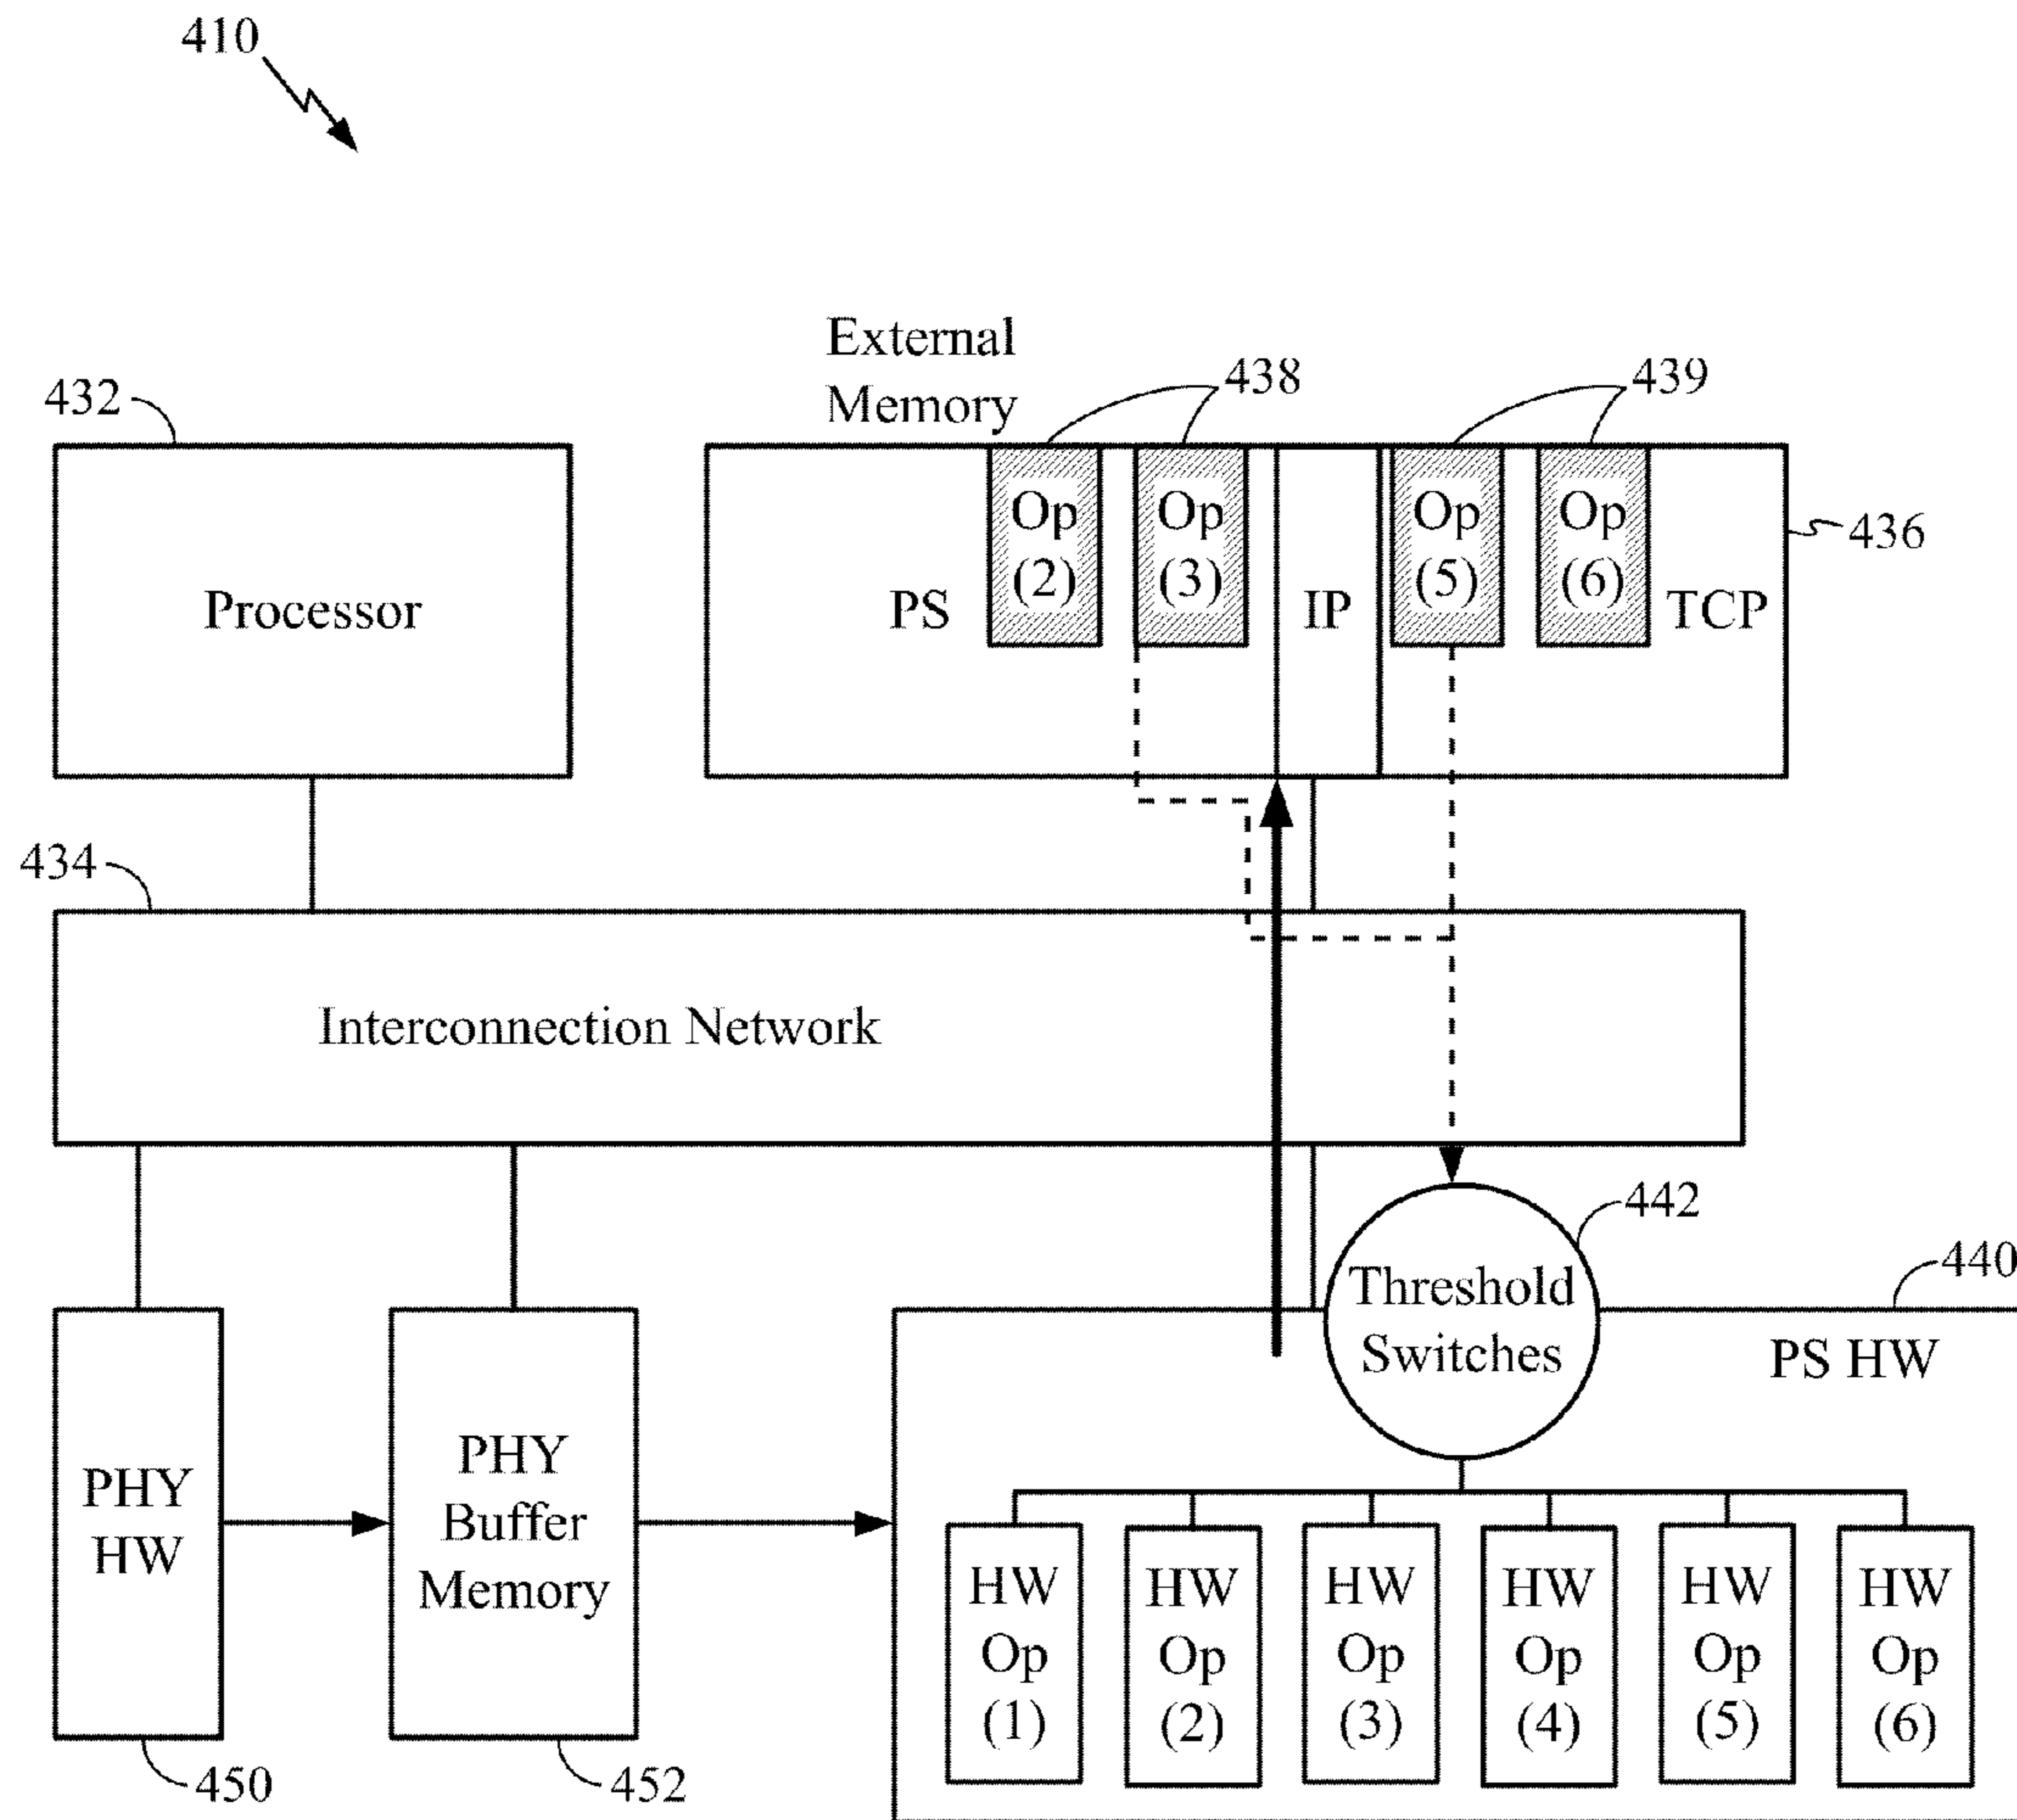 410
External
Memory
438
439
432
Op
(2)
Op
(3)
Op
(5)
Op
(6)
436
Processor
PS
IP
TCP
434
Interconnection Network
442
440
Threshold
Switches
PS HW
PHY
HW
PHY
Buffer
Memory
HW
Op
(1)
HW
Op
(2)
HW
Op
(3)
HW
Op
(4)
HW
Op
(5)
HW
Op
(6)
450
452